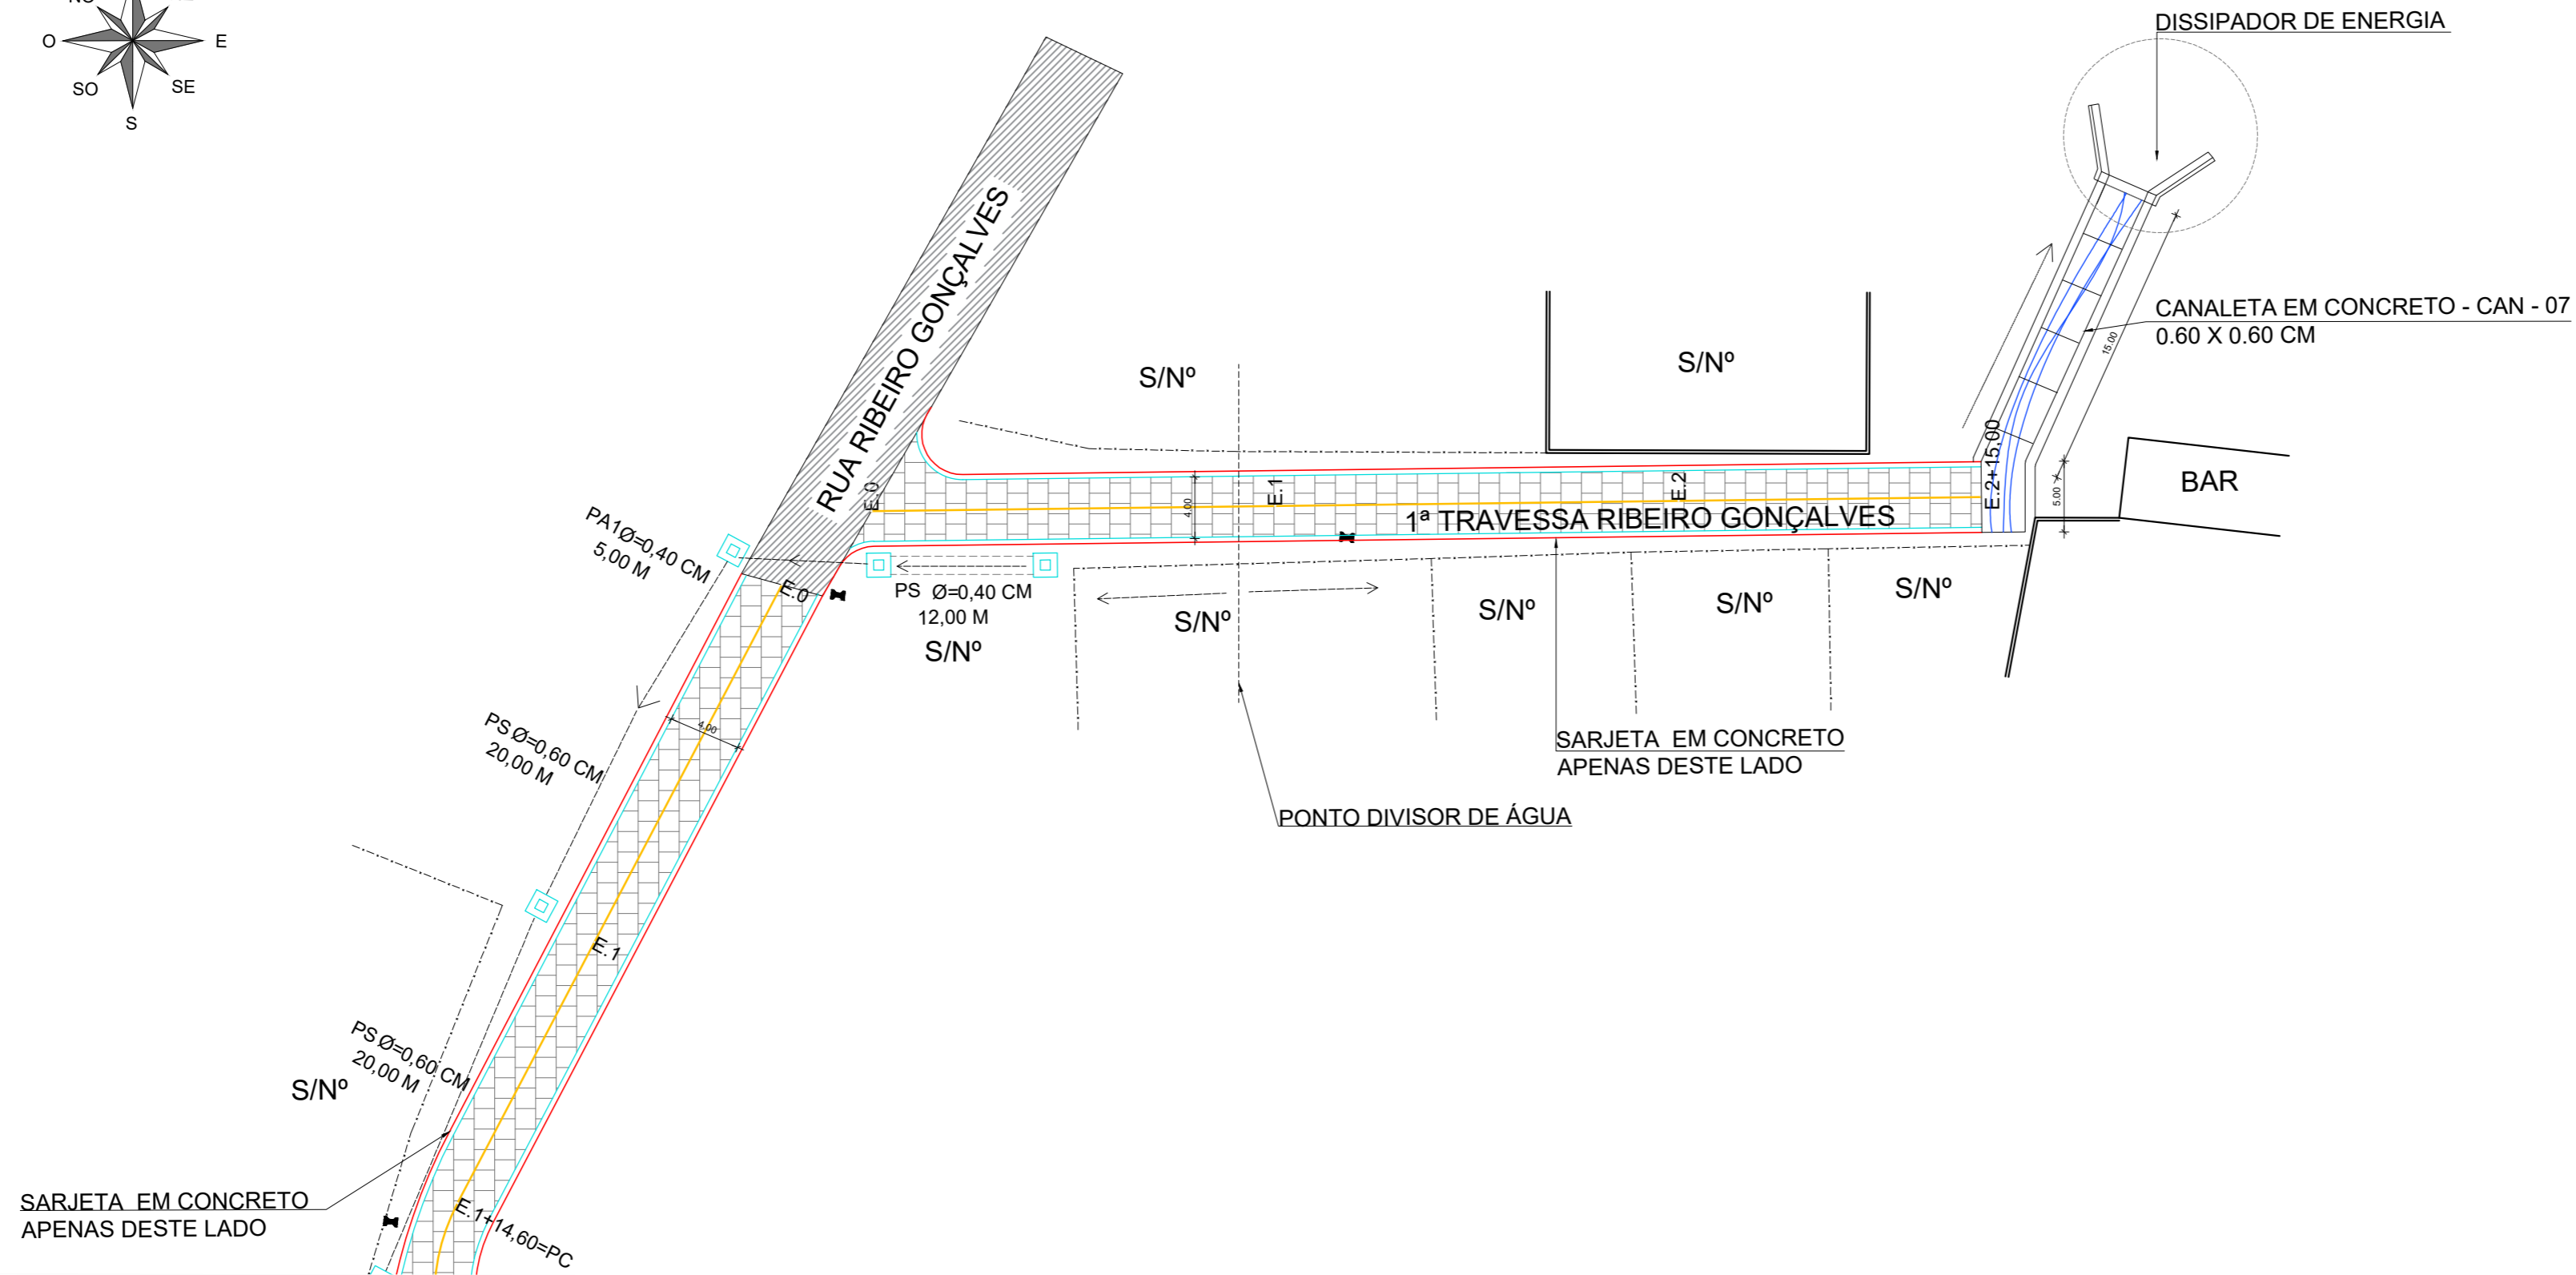 O
E
SO
SE
S
DISSIPADOR DE ENERGIA
RUA RIBEIRO GONÇALVES
CANALETA EM CONCRETO - CAN - 07
0.60 X 0.60 CM
15.00
S/Nº
S/Nº
BAR
E.0
4.00
E.1
E.2
E.2+15,00
5.00
1ª TRAVESSA RIBEIRO GONÇALVES
PA1Ø=0,40 CM
5,00 M
E.0
PS Ø=0,40 CM
12,00 M
S/Nº
S/Nº
S/Nº
S/Nº
S/Nº
4.00
PS Ø=0,60 CM
20,00 M
SARJETA EM CONCRETO
APENAS DESTE LADO
PONTO DIVISOR DE ÁGUA
E.1
PS Ø=0,60 CM
20,00 M
S/Nº
SARJETA EM CONCRETO
APENAS DESTE LADO
E.1+14,60=PC